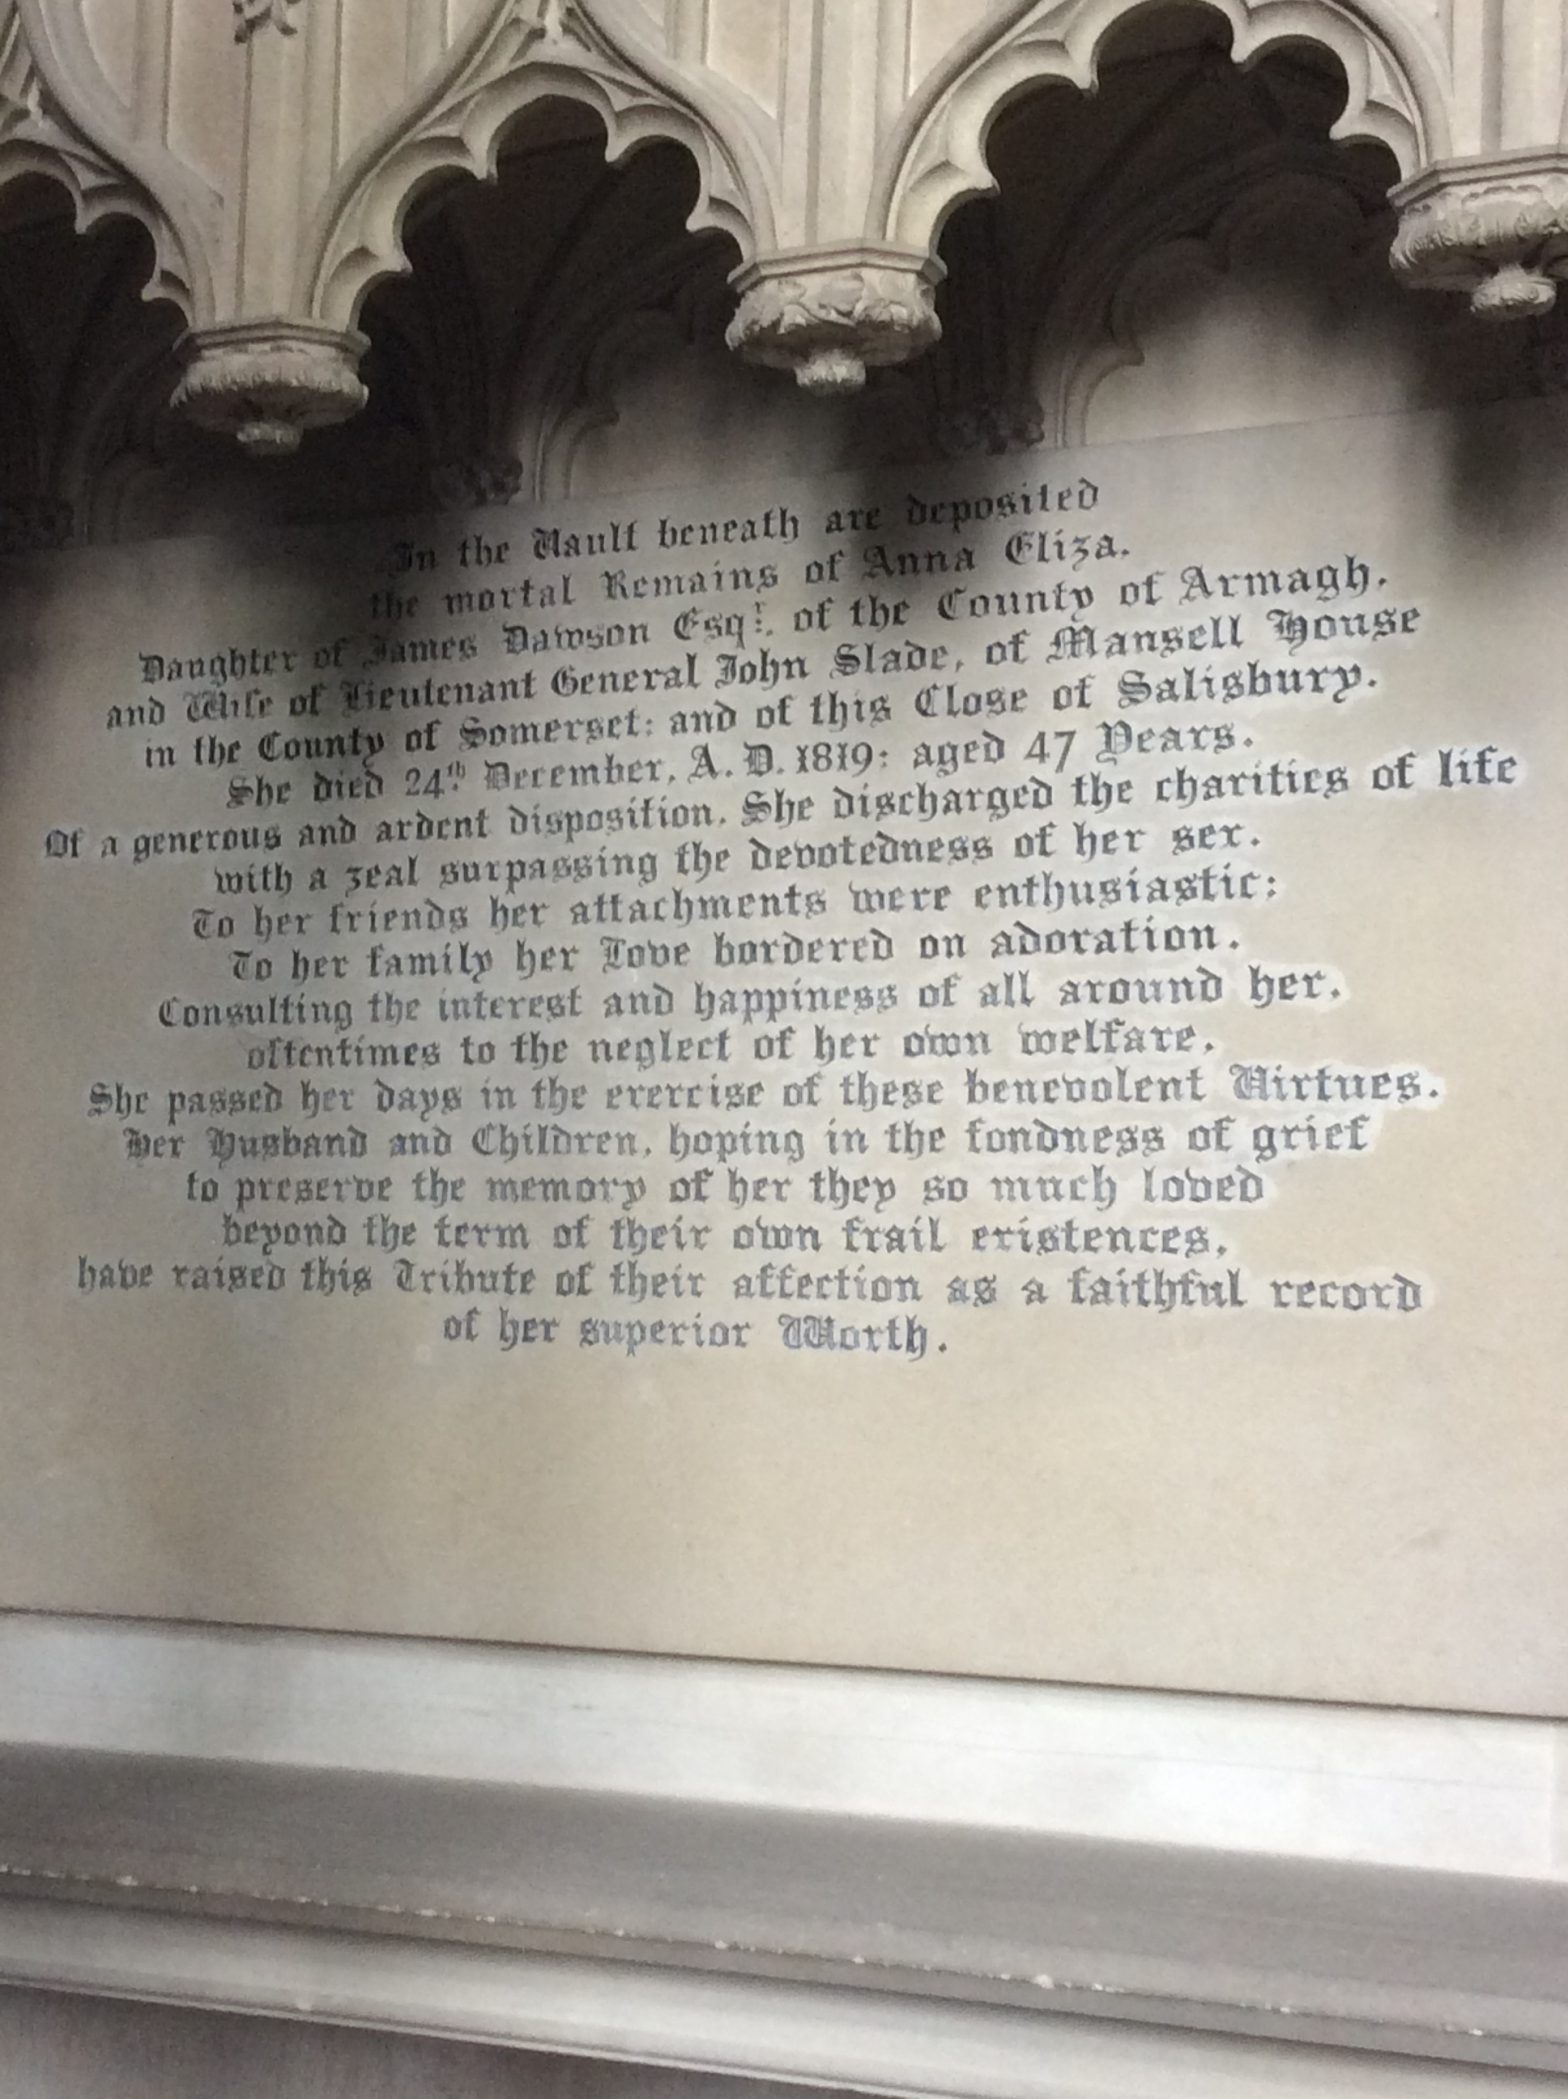 In the Vault beneath are deposited
the mortal Remains of Anna Eliza.
Daughter of James Dawson Esqr. of the County of Armagh.
and Wife of Lieutenant General John Slade, of Mansell House
in the County of Somerset: and of this Close of Salisbury.
She died 24th December, A. D. 1819: aged 47 Years.
Of a generous and ardent disposition, She discharged the charities of life
with a zeal surpassing the devotedness of her sex.
To her friends her attachments were enthusiastic:
To her family her Love bordered on adoration.
Consulting the interest and happiness of all around her,
oftentimes to the neglect of her own welfare,
She passed her days in the exercise of these benevolent Virtues.
Her Husband and Children, hoping in the fondness of grief
to preserve the memory of her they so much loved
beyond the term of their own frail existences,
have raised this Tribute of their affection as a faithful record
of her superior Worth.